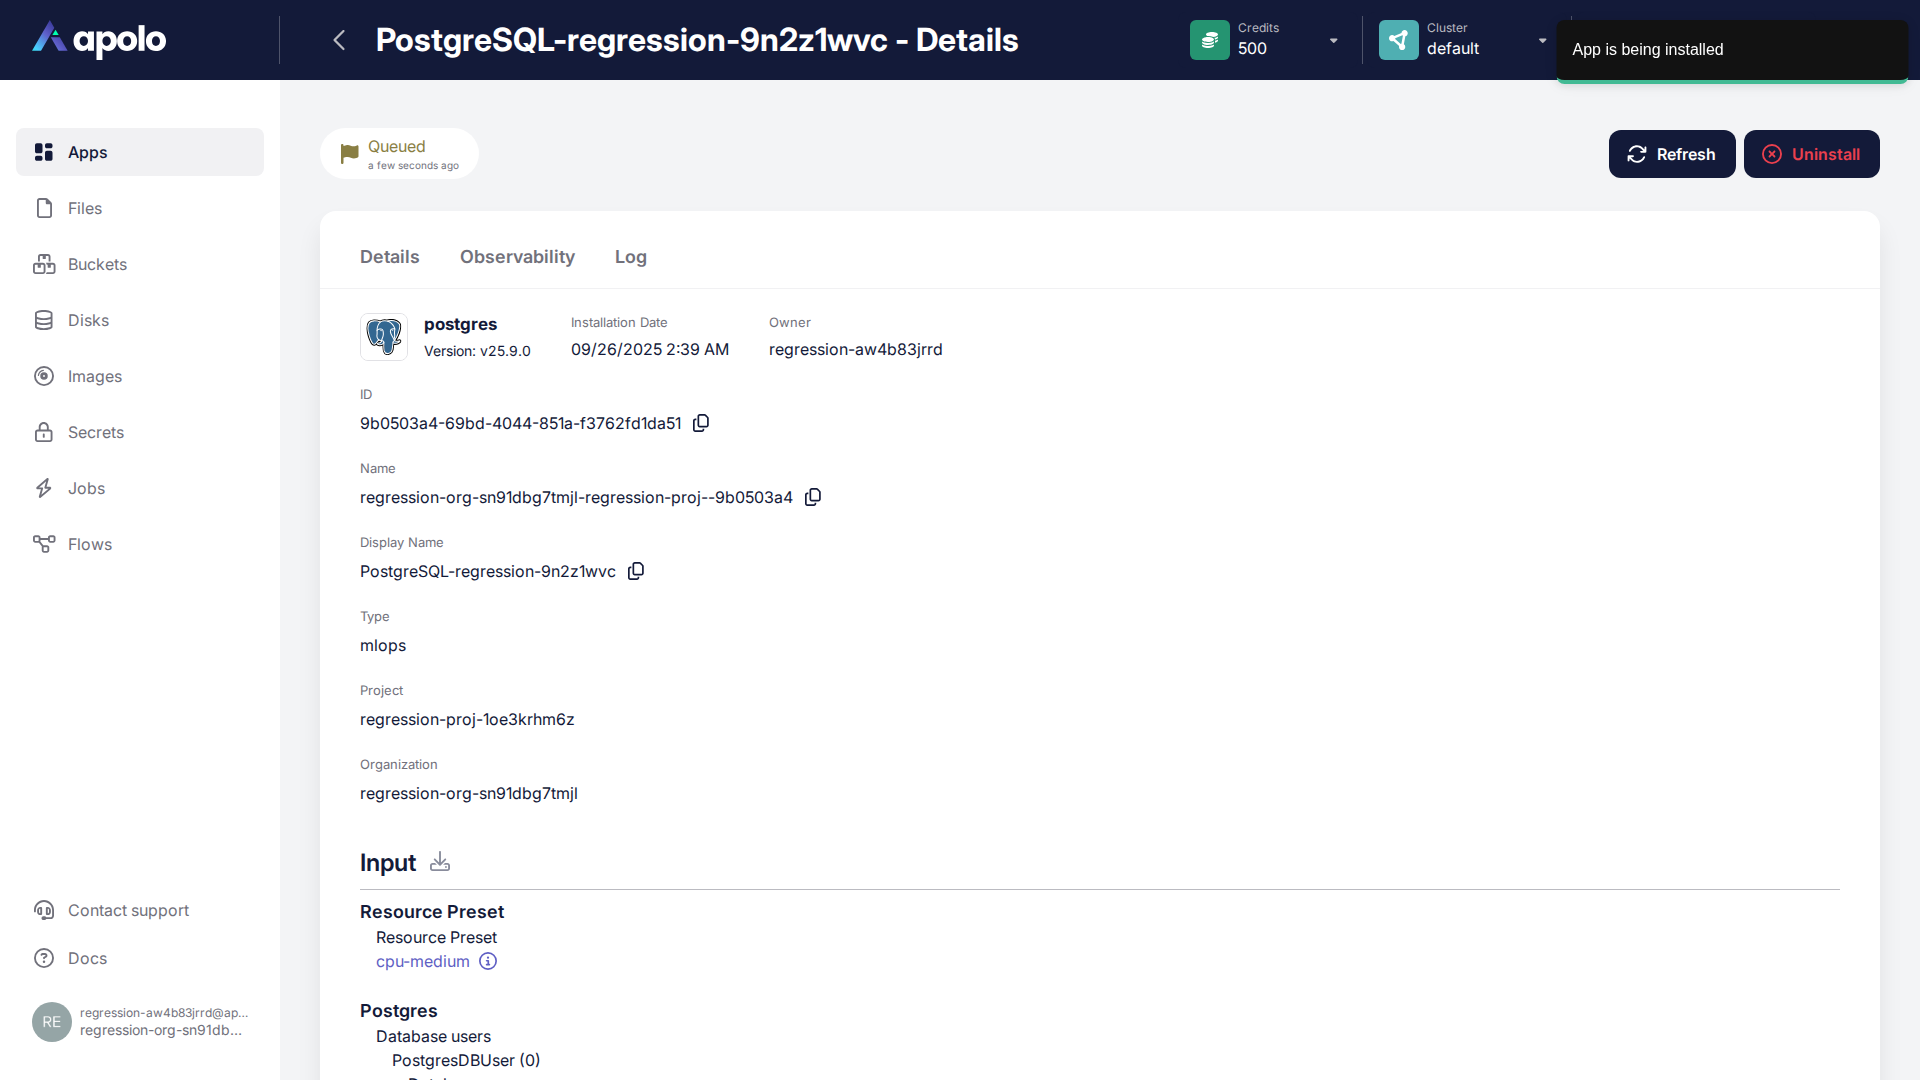 apolo
PostgreSQL-regression-9n2z1wvc - Details
Credits
500
Cluster
default
App is being installed
Apps
Files
Buckets
Disks
Images
Secrets
Jobs
Flows
Contact support
Docs
RE
regression-aw4b83jrrd@ap...
regression-org-sn91db...
Queued
a few seconds ago
Refresh
Uninstall
Details
Observability
Log
postgres
Version: v25.9.0
Installation Date
09/26/2025 2:39 AM
Owner
regression-aw4b83jrrd
ID
9b0503a4-69bd-4044-851a-f3762fd1da51
Name
regression-org-sn91dbg7tmjl-regression-proj--9b0503a4
Display Name
PostgreSQL-regression-9n2z1wvc
Type
mlops
Project
regression-proj-1oe3krhm6z
Organization
regression-org-sn91dbg7tmjl
Input
Resource Preset
Resource Preset
cpu-medium
Postgres
Database users
PostgresDBUser (0)